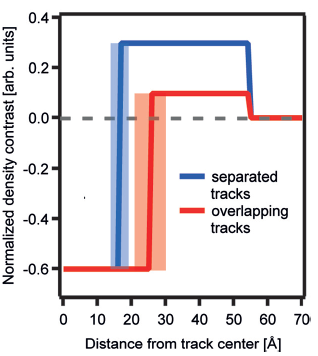 Normalized density contrast [arb. units]
0.4
0.2
0.0
-0.2
-0.4
-0.6
separated
tracks
overlapping
tracks
0 10 20 30 40 50 60 70
Distance from track center [Å]